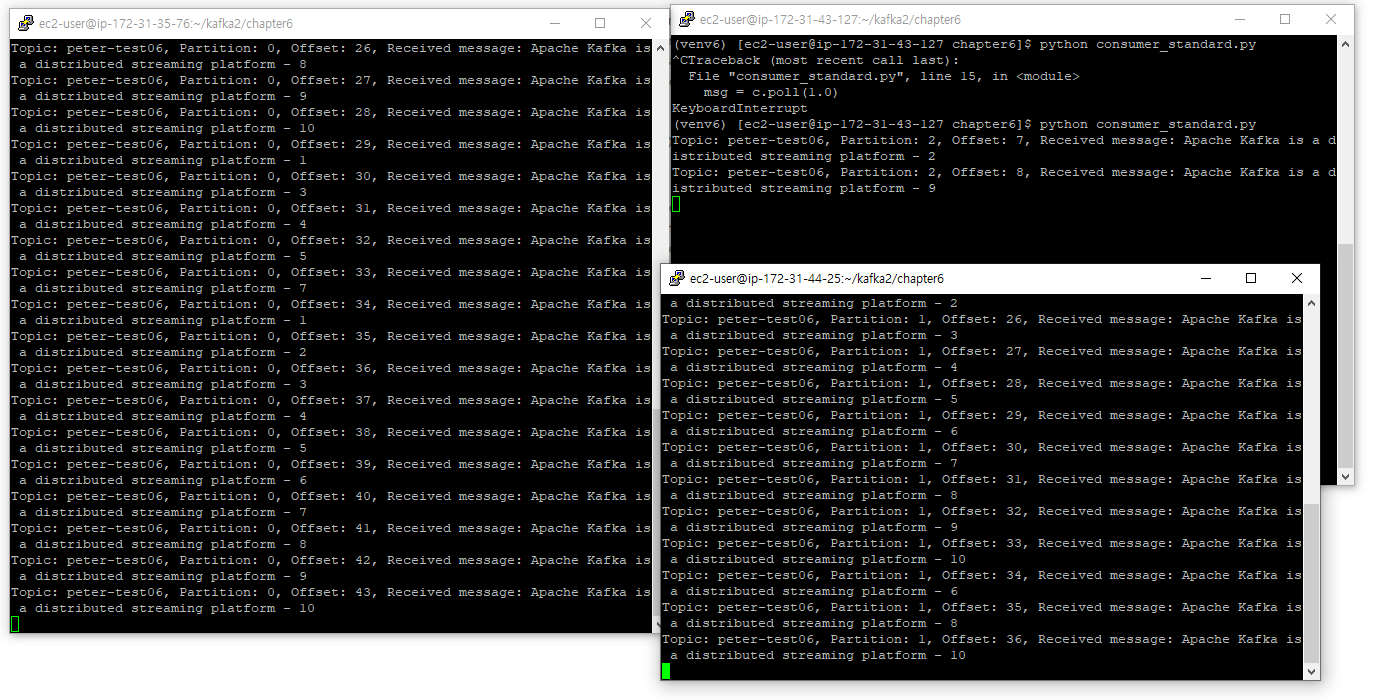 ec2-user@ip-172-31-35-76:~/kafka2/chapter6
Topic: peter-test06, Partition: 0, Offset: 26, Received message: Apache Kafka is
 a distributed streaming platform - 8
Topic: peter-test06, Partition: 0, Offset: 27, Received message: Apache Kafka is
 a distributed streaming platform - 9
Topic: peter-test06, Partition: 0, Offset: 28, Received message: Apache Kafka is
 a distributed streaming platform - 10
Topic: peter-test06, Partition: 0, Offset: 29, Received message: Apache Kafka is
 a distributed streaming platform - 1
Topic: peter-test06, Partition: 0, Offset: 30, Received message: Apache Kafka is
 a distributed streaming platform - 3
Topic: peter-test06, Partition: 0, Offset: 31, Received message: Apache Kafka is
 a distributed streaming platform - 4
Topic: peter-test06, Partition: 0, Offset: 32, Received message: Apache Kafka is
 a distributed streaming platform - 5
Topic: peter-test06, Partition: 0, Offset: 33, Received message: Apache Kafka is
 a distributed streaming platform - 7
Topic: peter-test06, Partition: 0, Offset: 34, Received message: Apache Kafka is
 a distributed streaming platform - 1
Topic: peter-test06, Partition: 0, Offset: 35, Received message: Apache Kafka is
 a distributed streaming platform - 2
Topic: peter-test06, Partition: 0, Offset: 36, Received message: Apache Kafka is
 a distributed streaming platform - 3
Topic: peter-test06, Partition: 0, Offset: 37, Received message: Apache Kafka is
 a distributed streaming platform - 4
Topic: peter-test06, Partition: 0, Offset: 38, Received message: Apache Kafka is
 a distributed streaming platform - 5
Topic: peter-test06, Partition: 0, Offset: 39, Received message: Apache Kafka is
 a distributed streaming platform - 6
Topic: peter-test06, Partition: 0, Offset: 40, Received message: Apache Kafka is
 a distributed streaming platform - 7
Topic: peter-test06, Partition: 0, Offset: 41, Received message: Apache Kafka is
 a distributed streaming platform - 8
Topic: peter-test06, Partition: 0, Offset: 42, Received message: Apache Kafka is
 a distributed streaming platform - 9
Topic: peter-test06, Partition: 0, Offset: 43, Received message: Apache Kafka is
 a distributed streaming platform - 10
ec2-user@ip-172-31-43-127:~/kafka2/chapter6
(venv6) [ec2-user@ip-172-31-43-127 chapter6]$ python consumer_standard.py
^CTraceback (most recent call last):
  File "consumer_standard.py", line 15, in <module>
    msg = c.poll(1.0)
KeyboardInterrupt
(venv6) [ec2-user@ip-172-31-43-127 chapter6]$ python consumer_standard.py
Topic: peter-test06, Partition: 2, Offset: 7, Received message: Apache Kafka is a d
istributed streaming platform - 2
Topic: peter-test06, Partition: 2, Offset: 8, Received message: Apache Kafka is a d
istributed streaming platform - 9
ec2-user@ip-172-31-44-25:~/kafka2/chapter6
 a distributed streaming platform - 2
Topic: peter-test06, Partition: 1, Offset: 26, Received message: Apache Kafka is
 a distributed streaming platform - 3
Topic: peter-test06, Partition: 1, Offset: 27, Received message: Apache Kafka is
 a distributed streaming platform - 4
Topic: peter-test06, Partition: 1, Offset: 28, Received message: Apache Kafka is
 a distributed streaming platform - 5
Topic: peter-test06, Partition: 1, Offset: 29, Received message: Apache Kafka is
 a distributed streaming platform - 6
Topic: peter-test06, Partition: 1, Offset: 30, Received message: Apache Kafka is
 a distributed streaming platform - 7
Topic: peter-test06, Partition: 1, Offset: 31, Received message: Apache Kafka is
 a distributed streaming platform - 8
Topic: peter-test06, Partition: 1, Offset: 32, Received message: Apache Kafka is
 a distributed streaming platform - 9
Topic: peter-test06, Partition: 1, Offset: 33, Received message: Apache Kafka is
 a distributed streaming platform - 10
Topic: peter-test06, Partition: 1, Offset: 34, Received message: Apache Kafka is
 a distributed streaming platform - 6
Topic: peter-test06, Partition: 1, Offset: 35, Received message: Apache Kafka is
 a distributed streaming platform - 8
Topic: peter-test06, Partition: 1, Offset: 36, Received message: Apache Kafka is
 a distributed streaming platform - 10